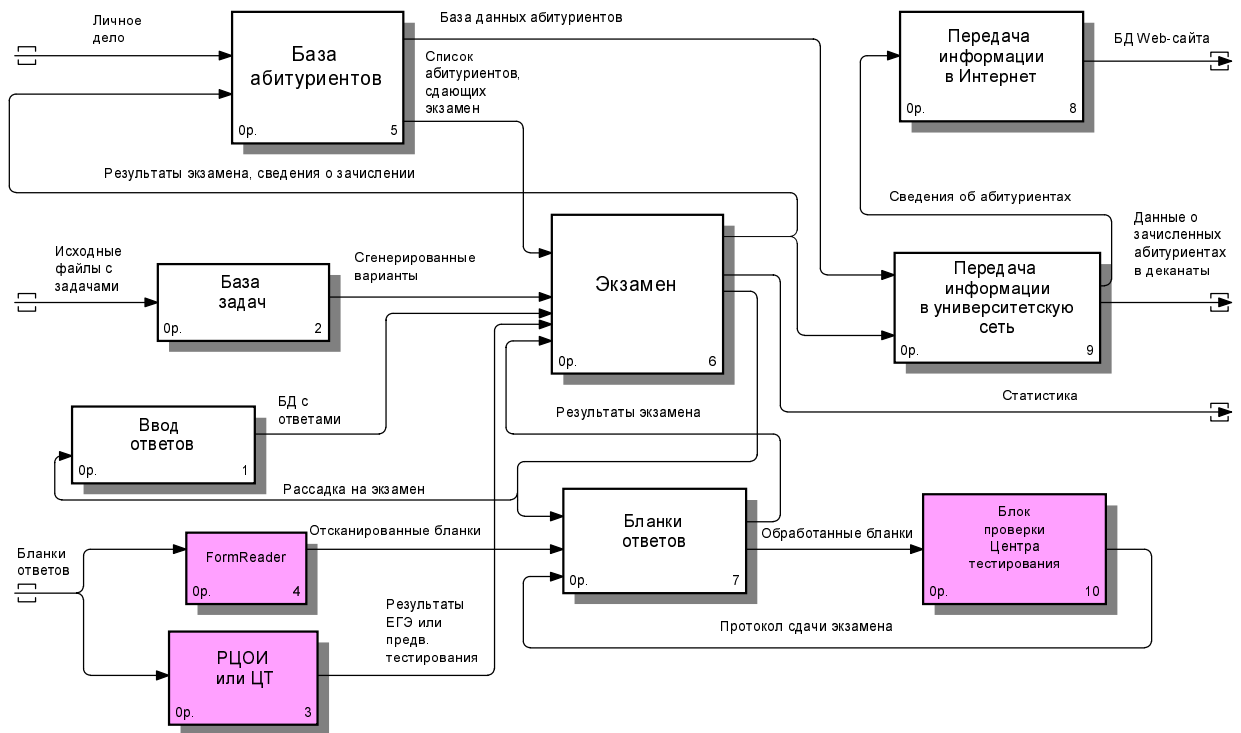 Личное
дело
База
абитуриентов
0р.
5
База данных абитуриентов
Список
абитуриентов,
сдающих
экзамен
Передача
информации
в Интернет
0р.
8
БД Web-сайта
Результаты экзамена, сведения о зачислении
Сведения об абитуриентах
Исходные
файлы с
задачами
База
задач
0р.
2
Сгенерированные
варианты
Экзамен
0р.
6
Передача
информации
в университетскую
сеть
0р.
9
Данные о
зачисленных
абитуриентах
в деканаты
Статистика
Ввод
ответов
0р.
1
БД с
ответами
Результаты экзамена
Рассадка на экзамен
Бланки
ответов
FormReader
0р.
4
Отсканированные бланки
Бланки
ответов
0р.
7
Обработанные бланки
Блок
проверки
Центра
тестирования
0р.
10
РЦОИ
или ЦТ
0р.
3
Результаты
ЕГЭ или
предв.
тестирования
Протокол сдачи экзамена